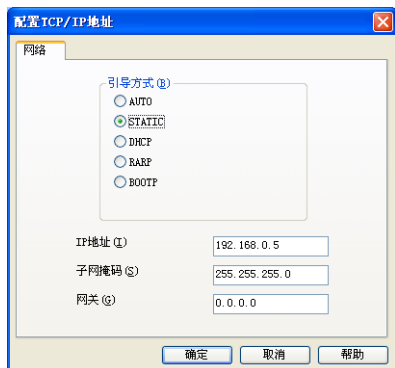 配置TCP/IP地址
网络
引导方式(B)
AUTO
STATIC
DHCP
RARP
BOOTP
IP地址(I) 192.168.0.5
子网掩码(S) 255.255.255.0
网关(G) 0.0.0.0
确定 取消 帮助